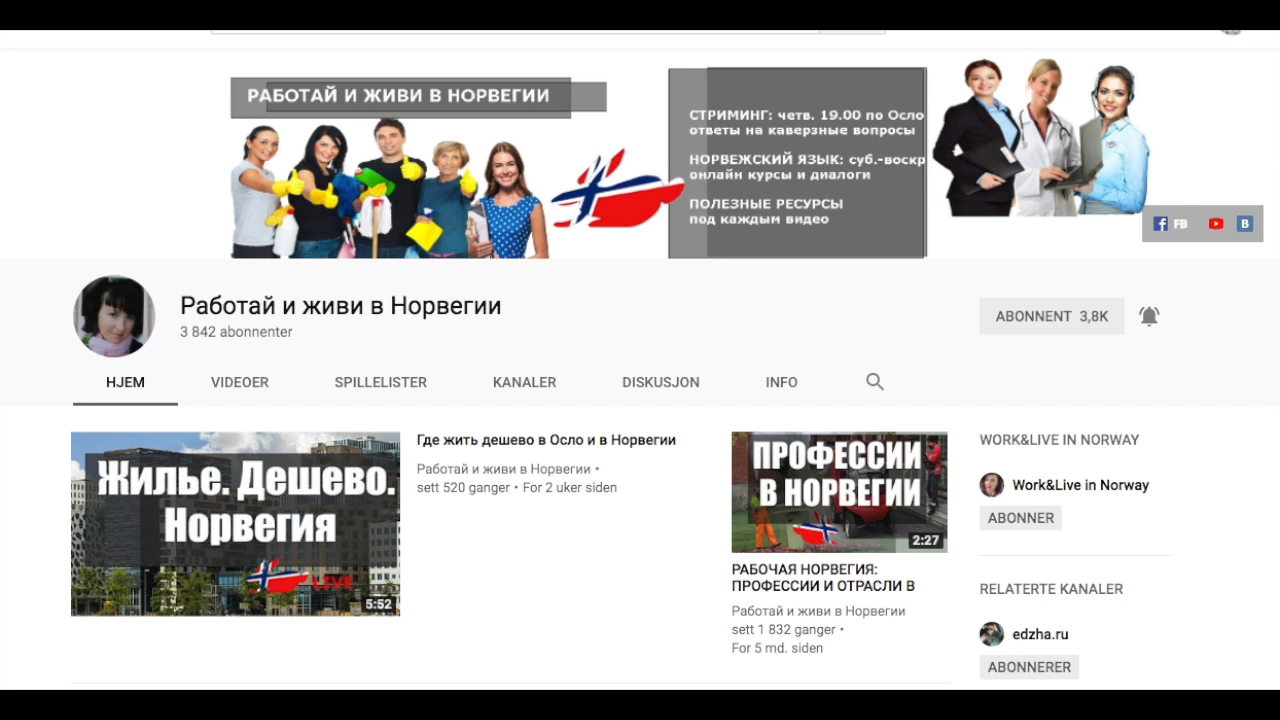 РАБОТАЙ И ЖИВИ В НОРВЕГИИ
СТРИМИНГ: четв. 19.00 по Осло
ответы на каверзные вопросы
НОРВЕЖСКИЙ ЯЗЫК: суб.-воскр
онлайн курсы и диалоги
ПОЛЕЗНЫЕ РЕСУРСЫ
под каждым видео
FB
Работай и живи в Норвегии
3 842 abonnenter
ABONNENT 3,8K
HJEM VIDEOER SPILLELISTER KANALER DISKUSJON INFO
Жилье. Дешево.
Норвегия
LIVE
5:52
Где жить дешево в Осло и в Норвегии
Работай и живи в Норвегии •
sett 520 ganger • For 2 uker siden
ПРОФЕССИИ
В НОРВЕГИИ
2:27
РАБОЧАЯ НОРВЕГИЯ:
ПРОФЕССИИ И ОТРАСЛИ В
Работай и живи в Норвегии
sett 1 832 ganger •
For 5 md. siden
WORK&LIVE IN NORWAY
Work&Live in Norway
ABONNER
RELATERTE KANALER
edzha.ru
ABONNERER